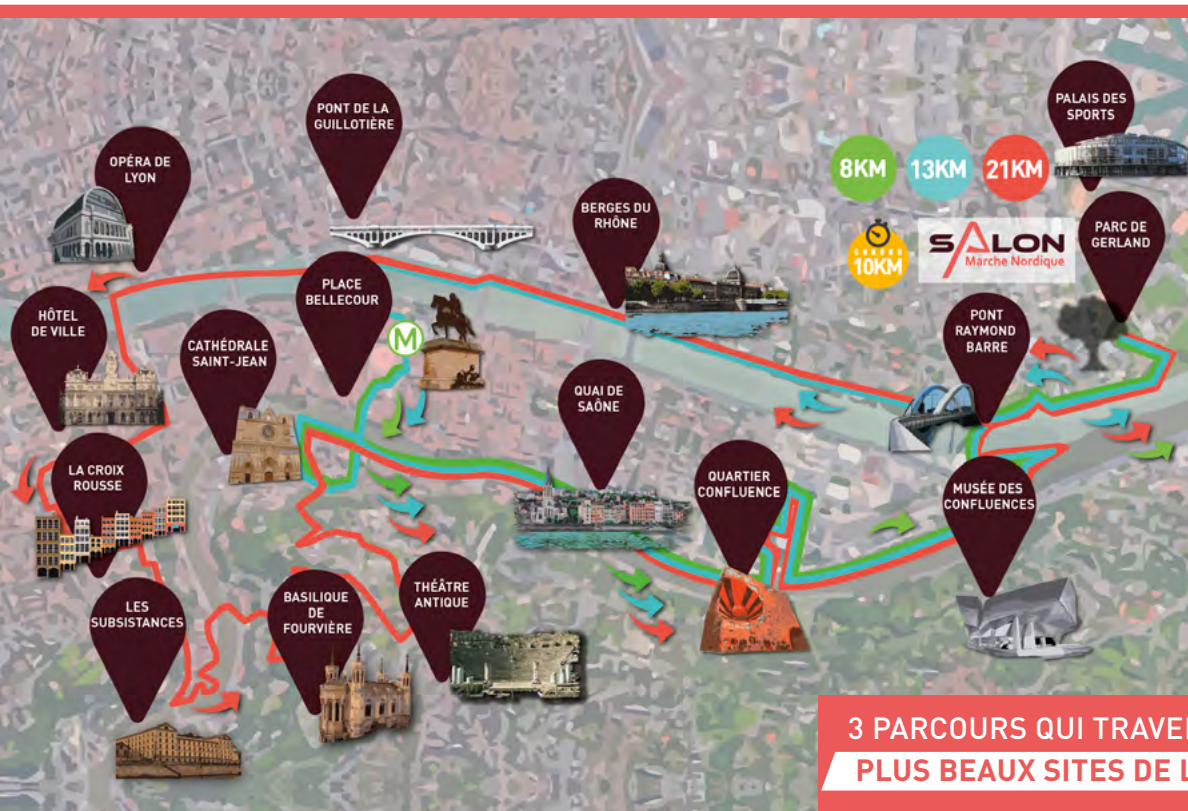 PONT DE LA
GUILLOTIÈRE
PALAIS DES
SPORTS
OPÉRA DE
LYON
8KM
13KM
21KM
BERGES DU
RHÔNE
PARC DE
GERLAND
CHRONO
10KM
SALON
Marche Nordique
PLACE
BELLECOUR
HÔTEL
DE VILLE
CATHÉDRALE
SAINT-JEAN
M
PONT
RAYMOND
BARRE
QUAI DE
SAÔNE
LA CROIX
ROUSSE
QUARTIER
CONFLUENCE
MUSÉE DES
CONFLUENCES
LES
SUBSISTANCES
BASILIQUE
DE
FOURVIÈRE
THÉÂTRE
ANTIQUE
3 PARCOURS QUI
PLUS BEAUX SITES DE